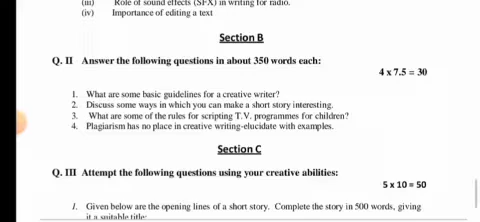 (iii) Role of sound effects (SFX) in writing for radio.
(iv) Importance of editing a text
Section B
Q. II Answer the following questions in about 350 words each:
4 x 7.5 = 30
1. What are some basic guidelines for a creative writer?
2. Discuss some ways in which you can make a short story interesting.
3. What are some of the rules for scripting T.V. programmes for children?
4. Plagiarism has no place in creative writing-elucidate with examples.
Section C
Q. III Attempt the following questions using your creative abilities:
5 x 10 = 50
1. Given below are the opening lines of a short story. Complete the story in 500 words, giving
it a suitable title: